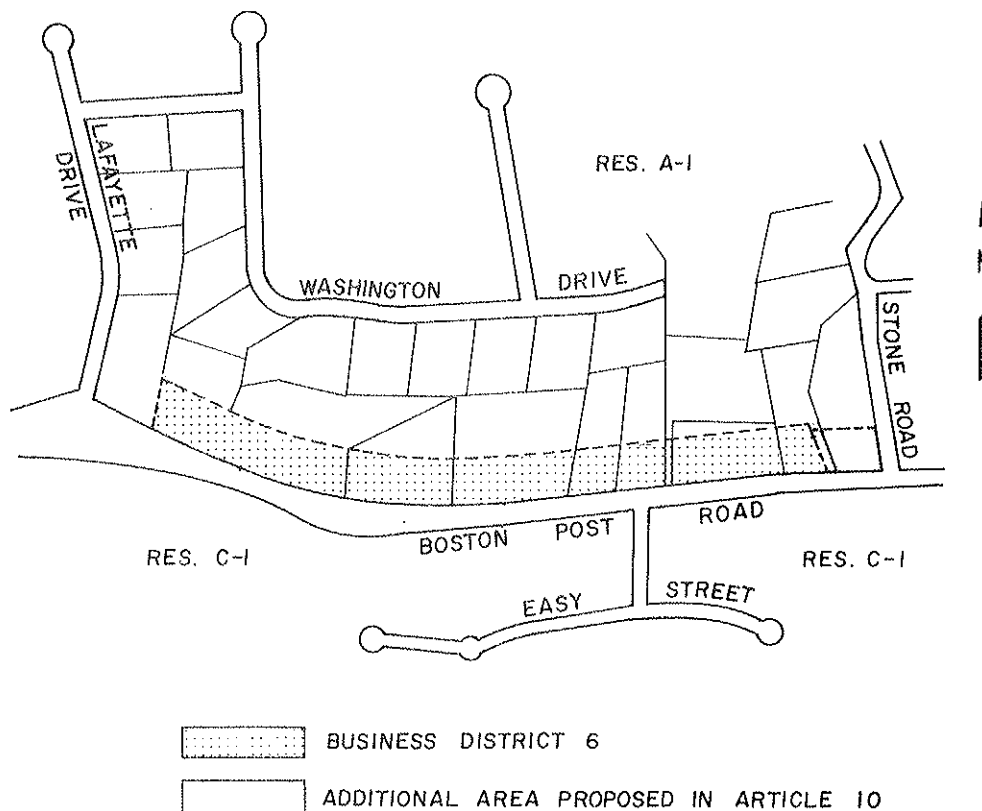 RES. A-1
LAFAYETTE
DRIVE
WASHINGTON DRIVE
STONE ROAD
BOSTON POST ROAD
RES. C-1
RES. C-1
EASY STREET
BUSINESS DISTRICT 6
ADDITIONAL AREA PROPOSED IN ARTICLE 10